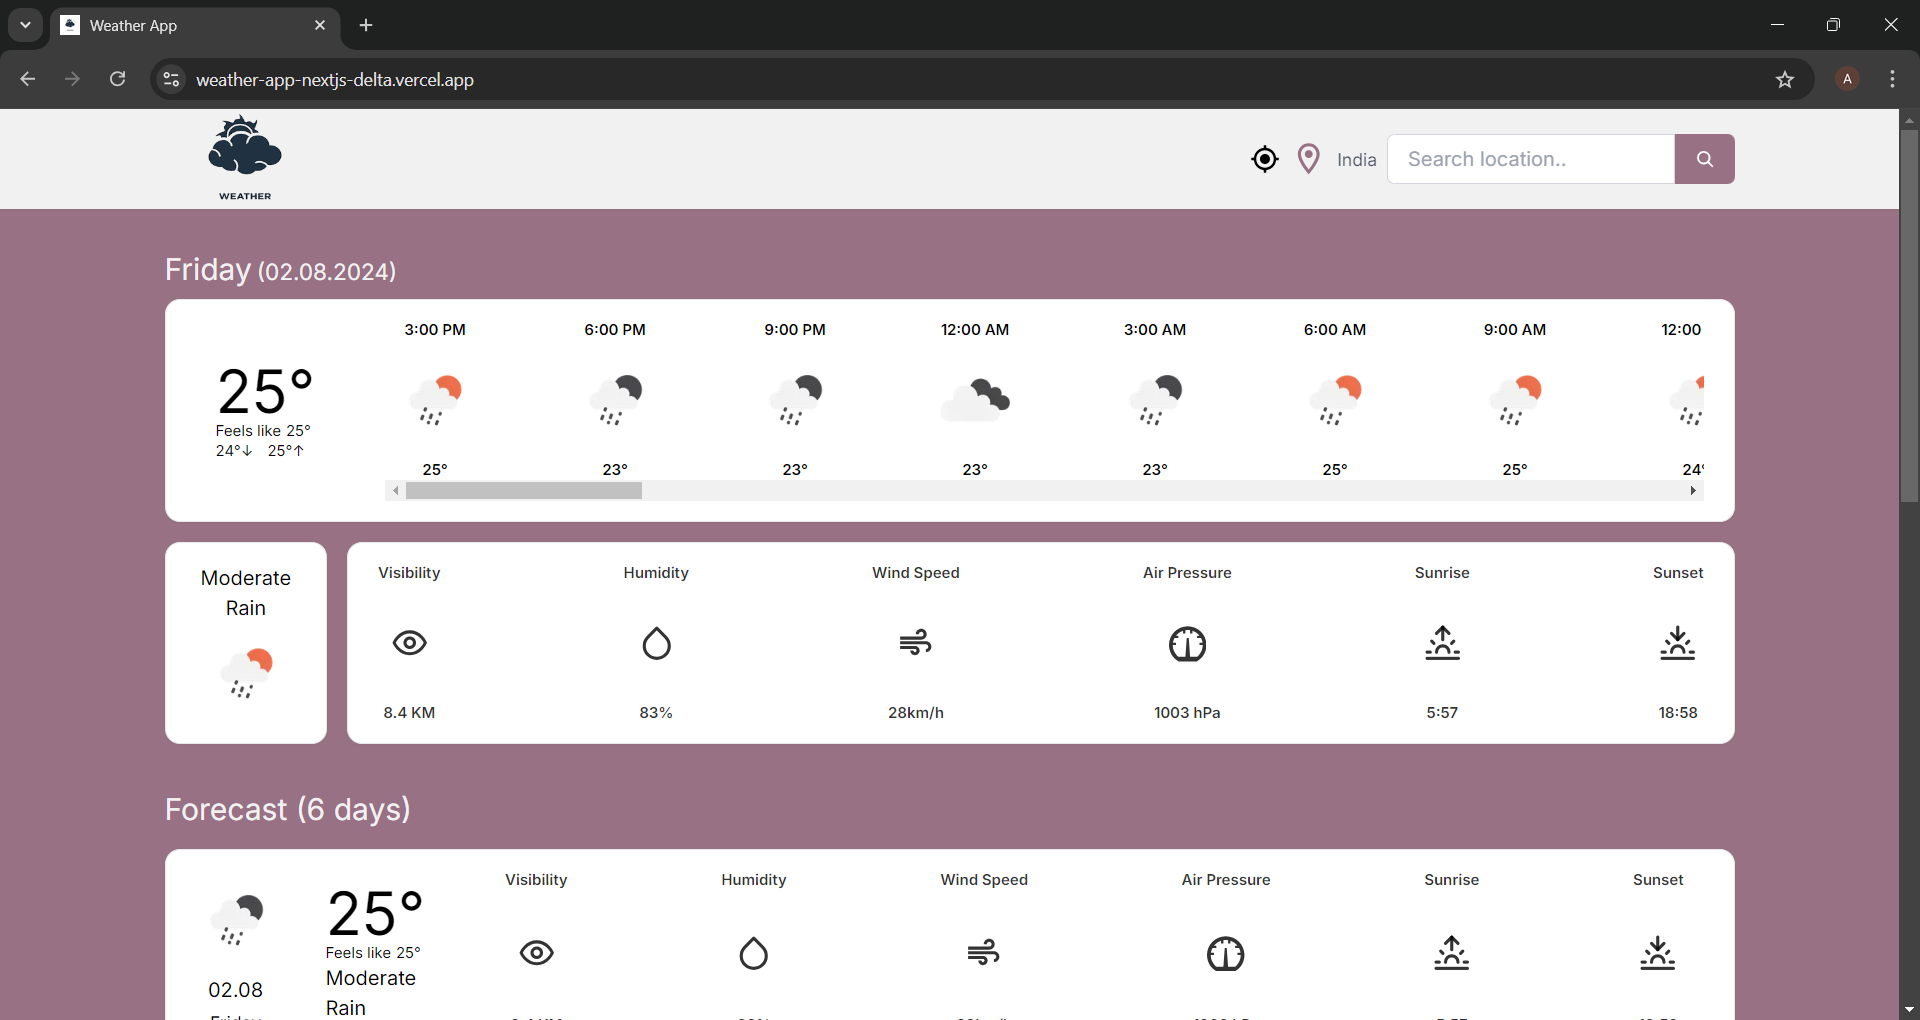 Weather App
weather-app-nextjs-delta.vercel.app
A
WEATHER
India
Search location..
Friday (02.08.2024)
3:00 PM 6:00 PM 9:00 PM 12:00 AM 3:00 AM 6:00 AM 9:00 AM 12:00
25°
Feels like 25°
24°↓ 25°↑
25° 23° 23° 23° 23° 25° 25° 24°
Moderate
Rain
Visibility Humidity Wind Speed Air Pressure Sunrise Sunset
8.4 KM 83% 28km/h 1003 hPa 5:57 18:58
Forecast (6 days)
02.08
25°
Feels like 25°
Moderate
Rain
Visibility Humidity Wind Speed Air Pressure Sunrise Sunset